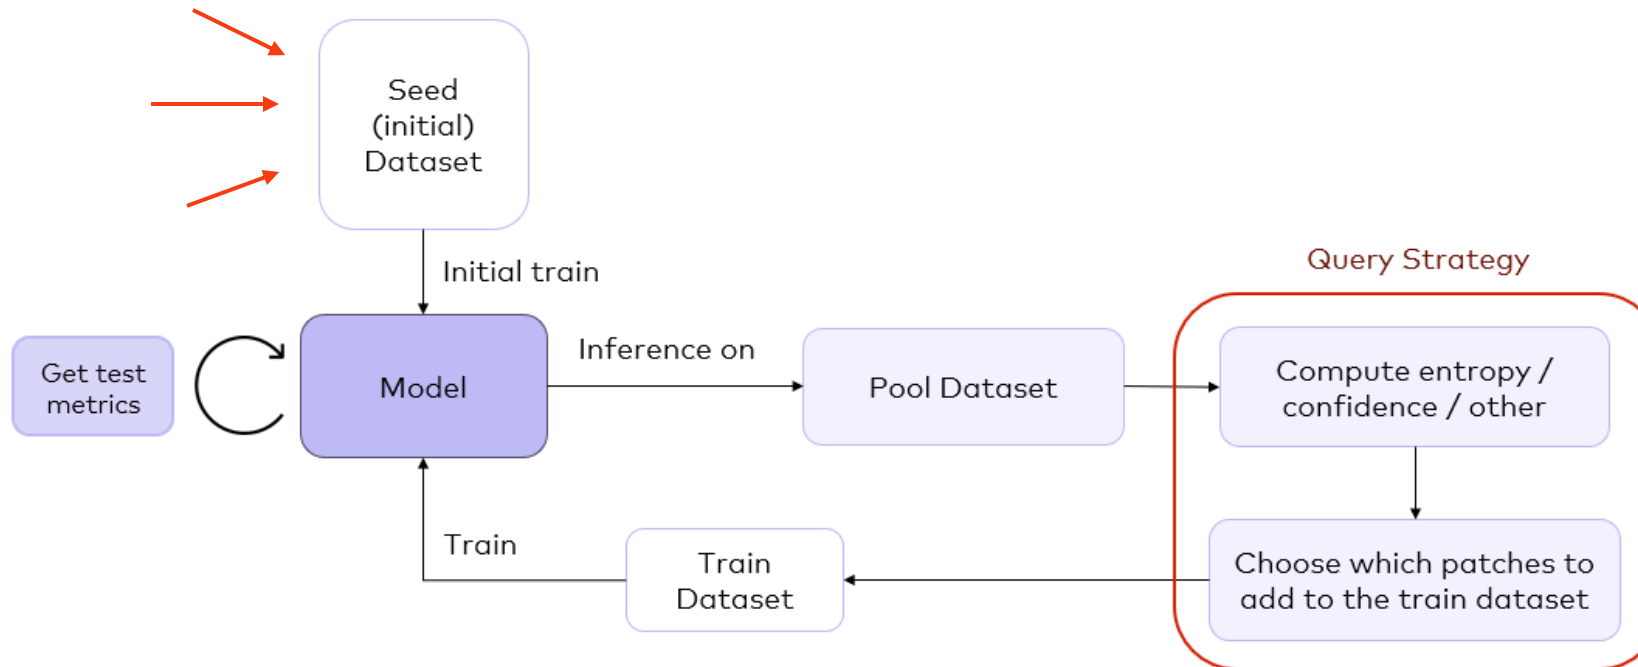 Seed
(initial)
Dataset
Initial train
Query Strategy
Get test
metrics
Model
Inference on
Pool Dataset
Compute entropy /
confidence / other
Train
Train
Dataset
Choose which patches to
add to the train dataset